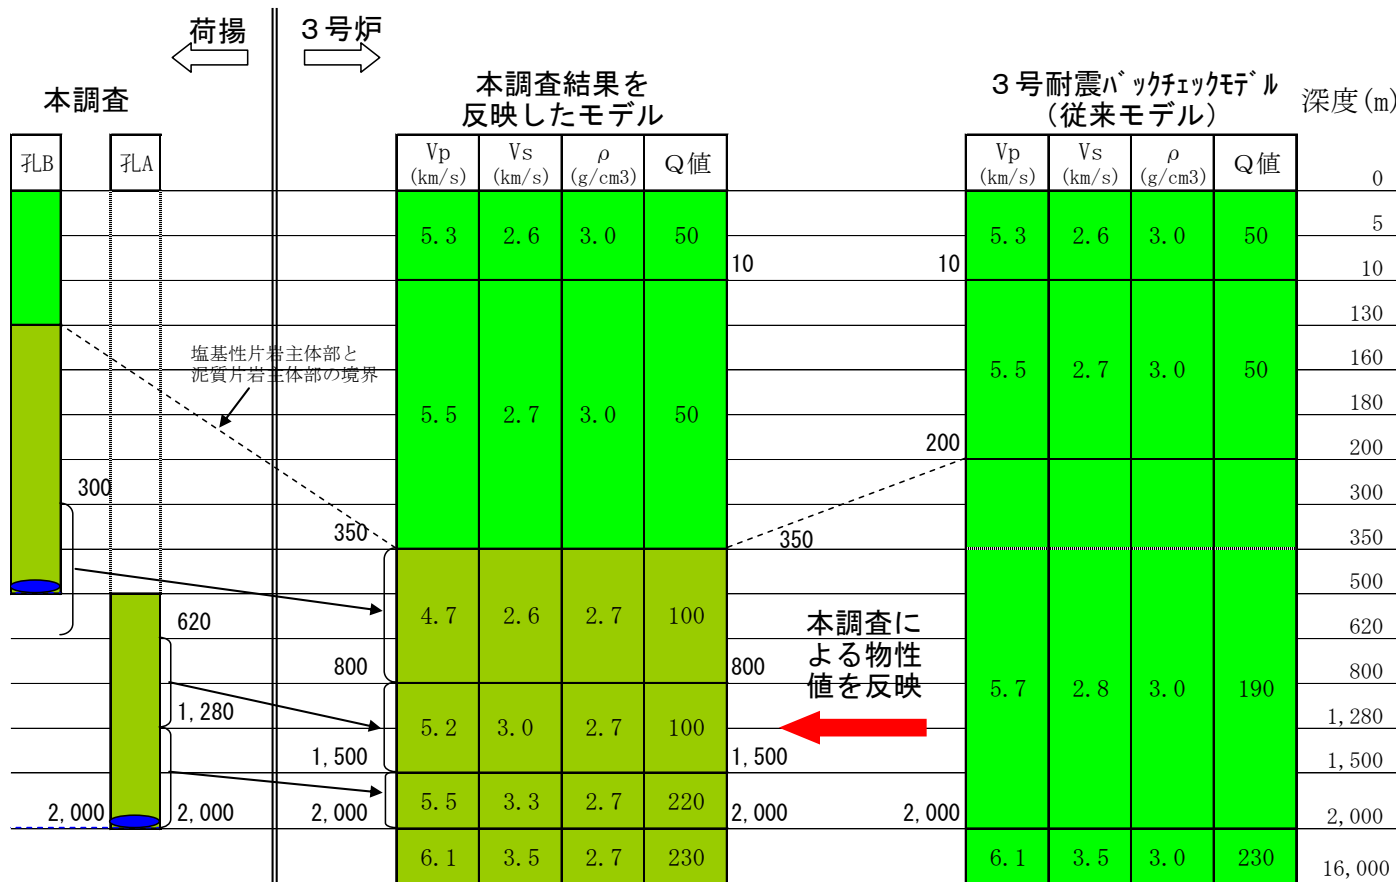 荷揚
３号炉
本調査
本調査結果を
反映したモデル
３号耐震ﾊﾞｯｸﾁｪｯｸﾓﾃﾞﾙ
(従来モデル)
深度(m)
孔B
孔A
Vp
(km/s)
Vs
(km/s)
ρ
(g/cm3)
Q値
Vp
(km/s)
Vs
(km/s)
ρ
(g/cm3)
Q値
0
5.3 2.6 3.0 50
5.3 2.6 3.0 50
5
10
10
10
130
塩基性片岩主体部と
泥質片岩主体部の境界
5.5 2.7 3.0 50
5.5 2.7 3.0 50
160
180
200
200
300
300
350
350
350
500
4.7 2.6 2.7 100
620
620
本調査に
よる物性
値を反映
800
800
800
5.7 2.8 3.0 190
1,280
5.2 3.0 2.7 100
1,280
1,500
1,500
1,500
5.5 3.3 2.7 220
2,000
2,000
2,000
2,000
2,000
2,000
6.1 3.5 2.7 230
6.1 3.5 3.0 230
16,000